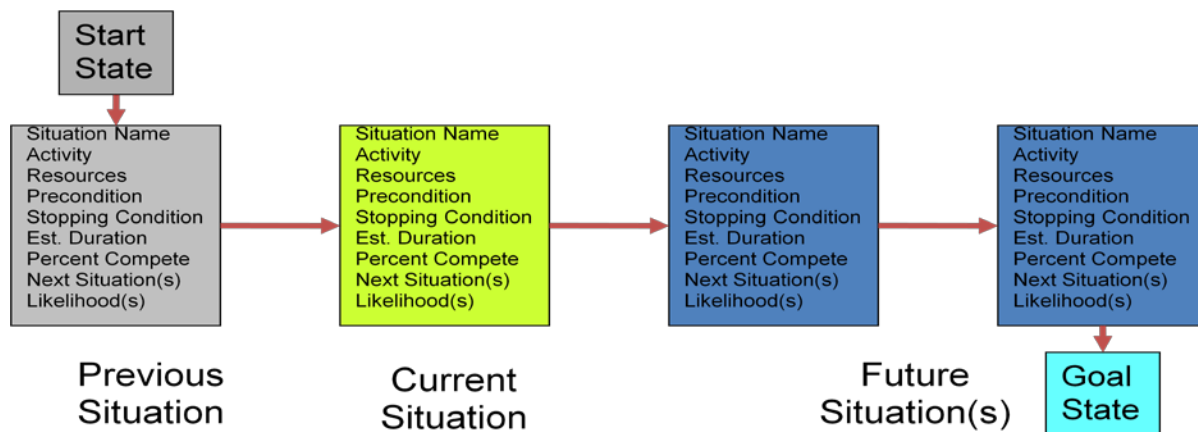 Start
State
Situation Name
Activity
Resources
Precondition
Stopping Condition
Est. Duration
Percent Compete
Next Situation(s)
Likelihood(s)
Situation Name
Activity
Resources
Precondition
Stopping Condition
Est. Duration
Percent Compete
Next Situation(s)
Likelihood(s)
Situation Name
Activity
Resources
Precondition
Stopping Condition
Est. Duration
Percent Compete
Next Situation(s)
Likelihood(s)
Situation Name
Activity
Resources
Precondition
Stopping Condition
Est. Duration
Percent Compete
Next Situation(s)
Likelihood(s)
Previous
Situation
Current
Situation
Future
Situation(s)
Goal
State